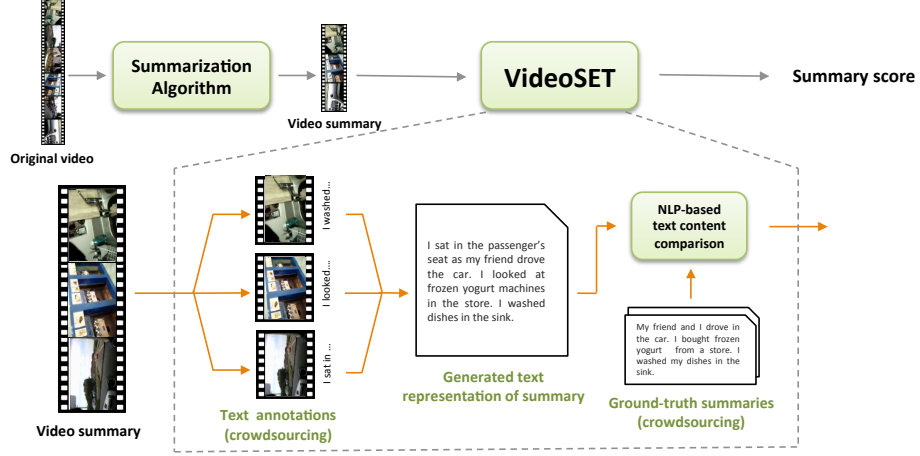 Summarization
Algorithm
VideoSET
Summary score
Video summary
Original video
I washed...
I looked....
I sat in ...
I sat in the passenger's
seat as my friend drove
the car. I looked at
frozen yogurt machines
in the store. I washed
dishes in the sink.
NLP-based
text content
comparison
My friend and I drove in
the car. I bought frozen
yogurt from a store. I
washed my dishes in the
sink.
Video summary
Text annotations
(crowdsourcing)
Generated text
representation of summary
Ground-truth summaries
(crowdsourcing)